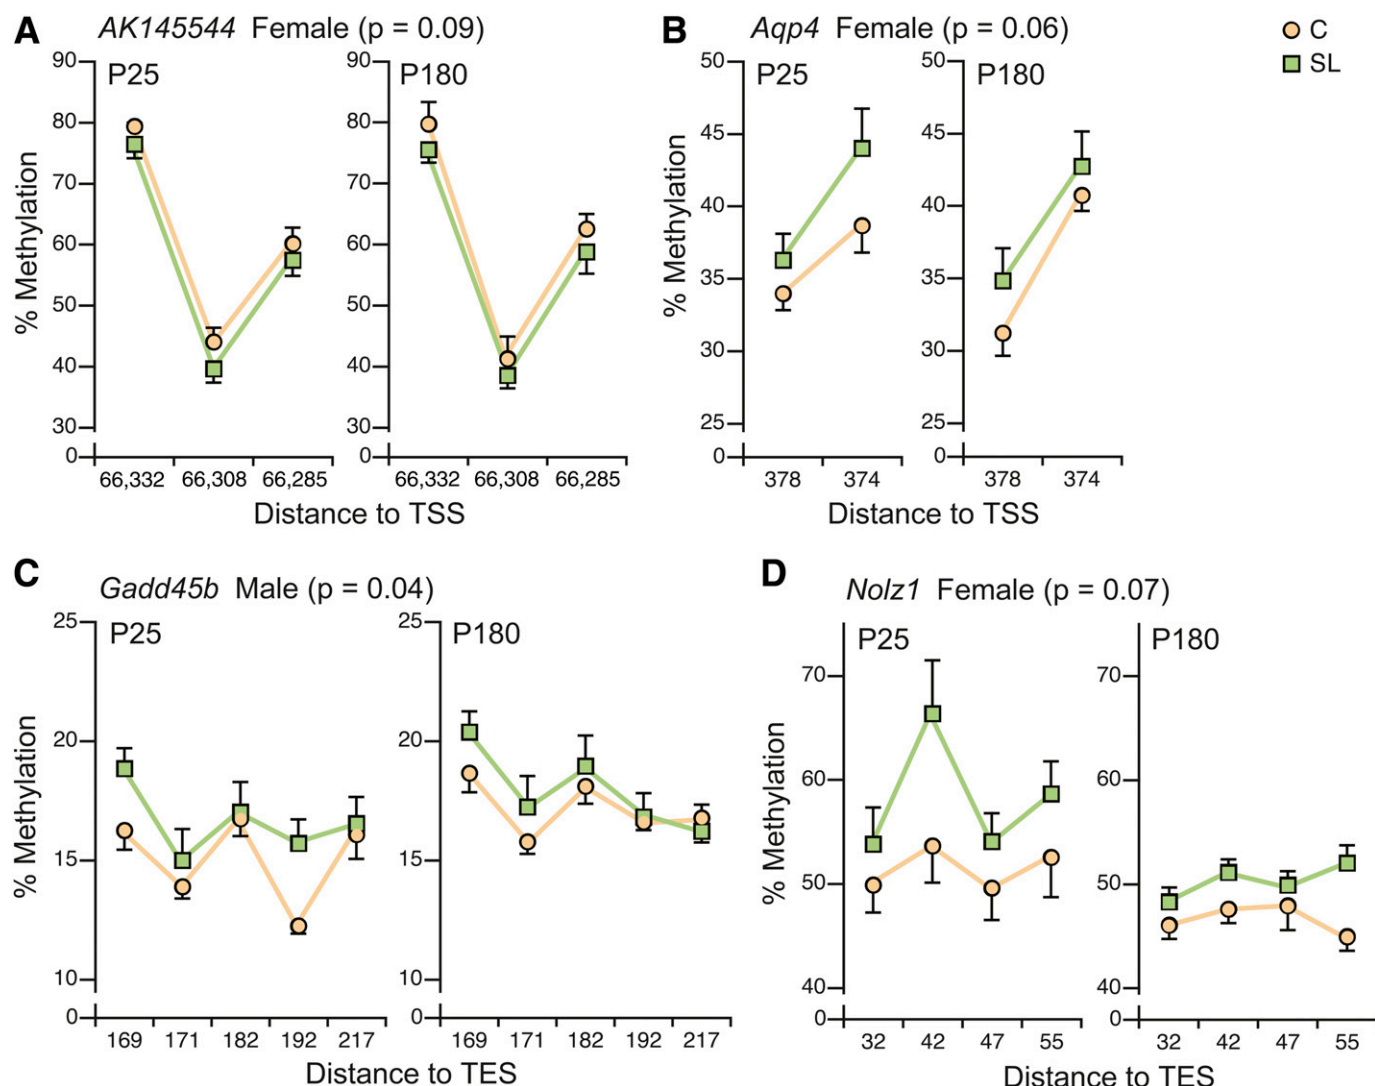 A AK145544 Female (p = 0.09)
B Aqp4 Female (p = 0.06)
C
SL
P25
90
80
70
60
50
40
30
0
% Methylation
66,332 66,308 66,285
P180
90
80
70
60
50
40
30
0
66,332 66,308 66,285
Distance to TSS
P25
50
45
40
35
30
25
0
% Methylation
378 374
P180
50
45
40
35
30
25
0
378 374
Distance to TSS
C Gadd45b Male (p = 0.04)
P25
25
20
15
10
0
% Methylation
169 171 182 192 217
P180
25
20
15
10
0
169 171 182 192 217
Distance to TES
D Nolz1 Female (p = 0.07)
P25
70
60
50
40
0
% Methylation
32 42 47 55
P180
70
60
50
40
0
32 42 47 55
Distance to TES